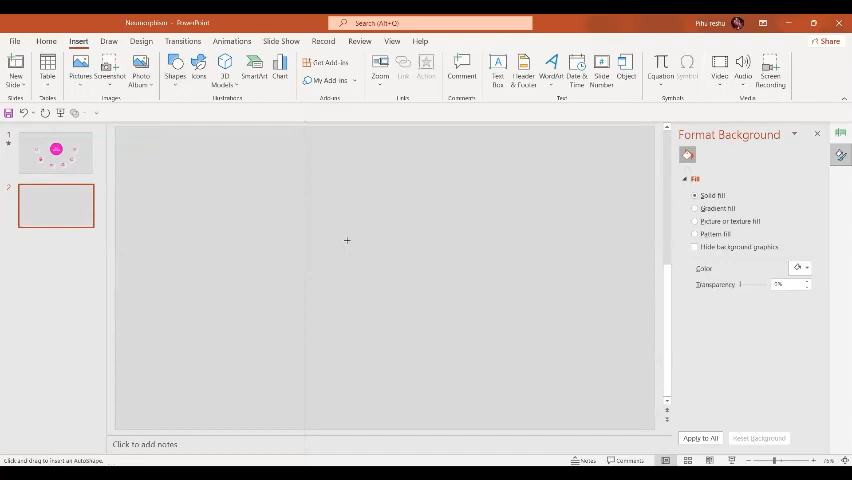 Neumorphism - PowerPoint
Search (Alt+Q)
Pihu reshu
File Home Insert Draw Design Transitions Animations Slide Show Record Review View Help
Share
New Slide
Table
Pictures
Screenshot
Photo Album
Shapes
Icons
3D Models
SmartArt
Chart
Get Add-ins
My Add-ins
Zoom
Link
Action
Comment
Text Box
Header & Footer
WordArt
Date & Time
Slide Number
Object
Equation
Symbol
Video
Audio
Screen Recording
Slides Tables Images Illustrations Add-ins Links Comments Text Symbols Media
1
2
Format Background
Fill
Solid fill
Gradient fill
Picture or texture fill
Pattern fill
Hide background graphics
Color
Transparency 0%
Click to add notes
Apply to All
Reset Background
Click and drag to insert an AutoShape.
Notes
Comments
76%